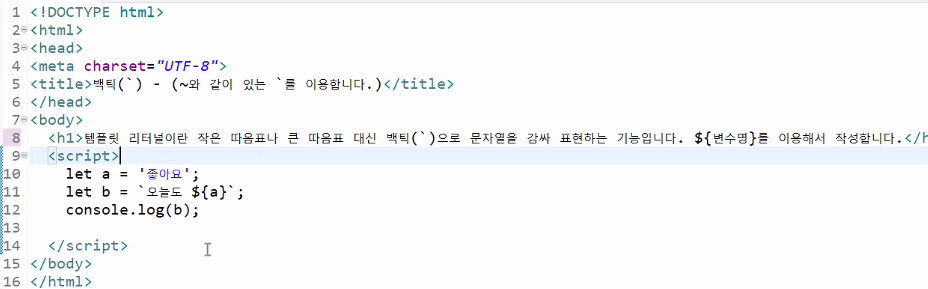 1 <!DOCTYPE html>
2 <html>
3 <head>
4 <meta charset="UTF-8">
5 <title>백틱(`) - (~와 같이 있는 `를 이용합니다.)</title>
6 </head>
7 <body>
8 <h1>템플릿 리터널이란 작은 따옴표나 큰 따옴표 대신 백틱(`)으로 문자열을 감싸 표현하는 기능입니다. ${변수명}를 이용해서 작성합니다.</h
9 <script>
10 let a = '좋아요';
11 let b = `오늘도 ${a}`;
12 console.log(b);
13
14 </script>
15 </body>
16 </html>